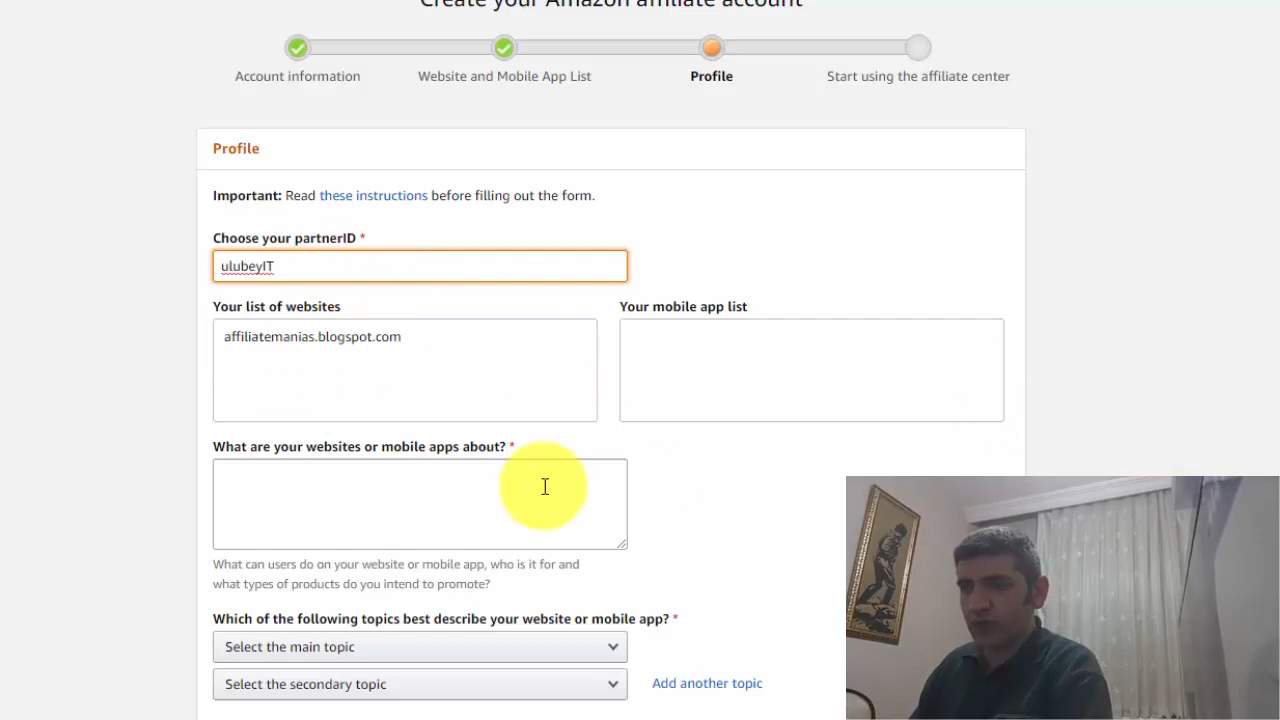 Create your Amazon affiliate account
Account information
Website and Mobile App List
Profile
Start using the affiliate center
Profile
Important: Read these instructions before filling out the form.
Choose your partnerID *
ulubeyIT
Your list of websites
Your mobile app list
affiliatemanias.blogspot.com
What are your websites or mobile apps about? *
What can users do on your website or mobile app, who is it for and
what types of products do you intend to promote?
Which of the following topics best describe your website or mobile app? *
Select the main topic
Select the secondary topic
Add another topic